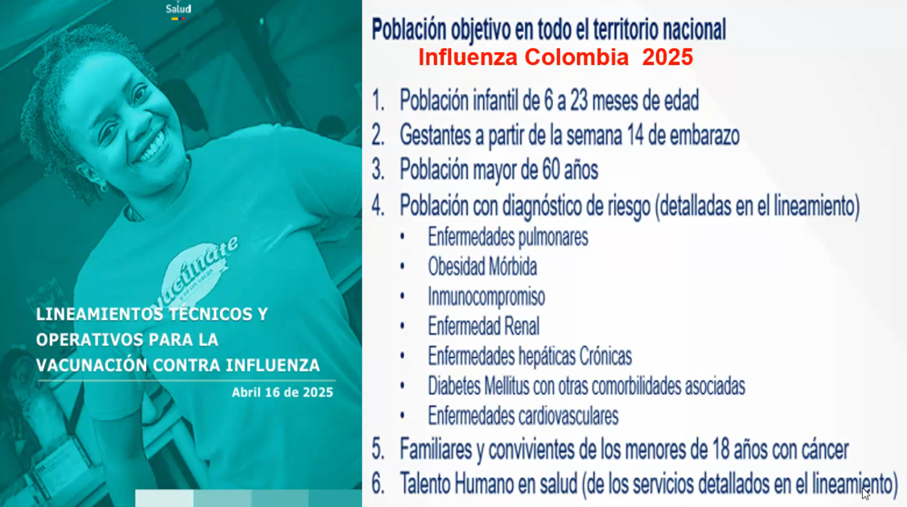 Salud
Población objetivo en todo el territorio nacional
Influenza Colombia 2025
1. Población infantil de 6 a 23 meses de edad
2. Gestantes a partir de la semana 14 de embarazo
3. Población mayor de 60 años
4. Población con diagnóstico de riesgo (detalladas en el lineamiento)
• Enfermedades pulmonares
• Obesidad Mórbida
• Inmunocompromiso
• Enfermedad Renal
• Enfermedades hepáticas Crónicas
• Diabetes Mellitus con otras comorbilidades asociadas
• Enfermedades cardiovasculares
5. Familiares y convivientes de los menores de 18 años con cáncer
6. Talento Humano en salud (de los servicios detallados en el lineamiento)
vacúnate
LINEAMIENTOS TÉCNICOS Y
OPERATIVOS PARA LA
VACUNACIÓN CONTRA INFLUENZA
Abril 16 de 2025